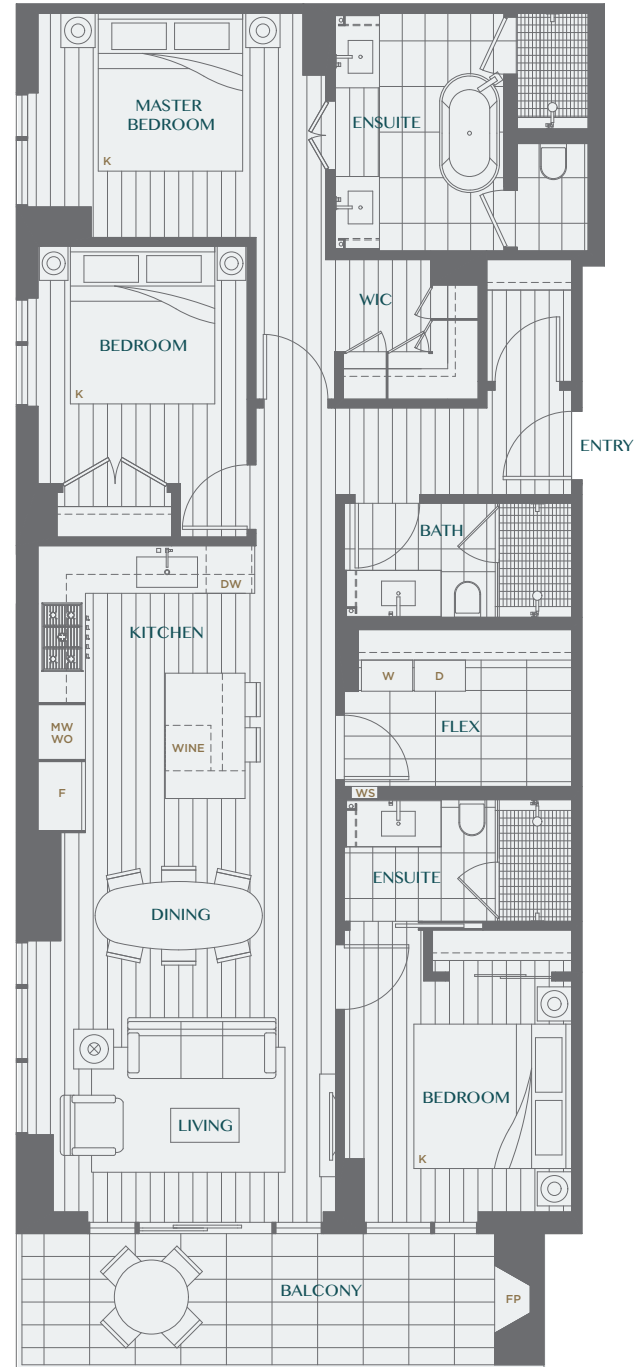 MASTER
BEDROOM
K
ENSUITE
WIC
BEDROOM
K
ENTRY
BATH
DW
KITCHEN
W
D
MW
WO
WINE
FLEX
F
WS
ENSUITE
DINING
BEDROOM
LIVING
K
BALCONY
FP